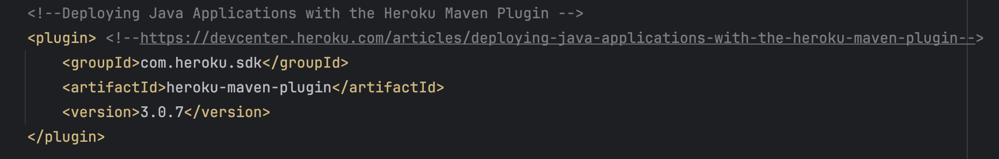 <!--Deploying Java Applications with the Heroku Maven Plugin -->
<plugin> <!--https://devcenter.heroku.com/articles/deploying-java-applications-with-the-heroku-maven-plugin-->
<groupId>com.heroku.sdk</groupId>
<artifactId>heroku-maven-plugin</artifactId>
<version>3.0.7</version>
</plugin>